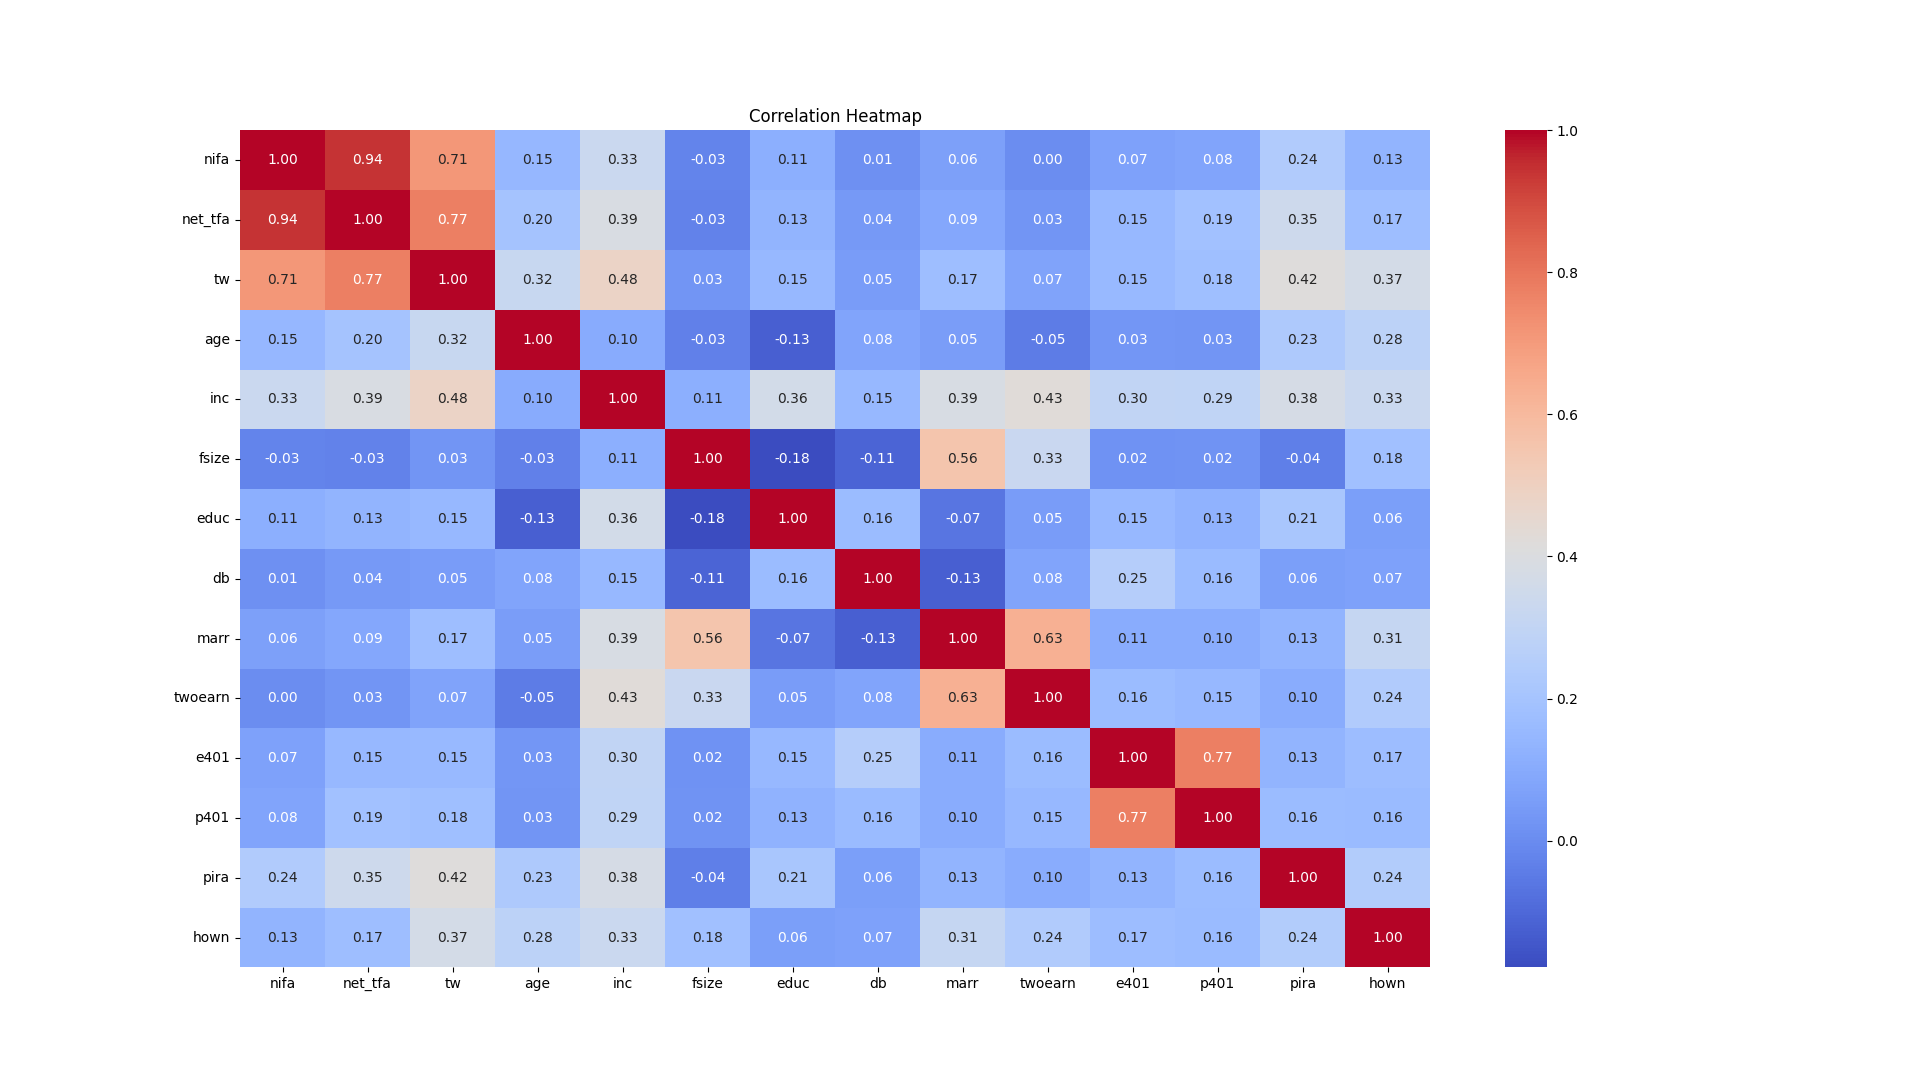 Correlation Heatmap
nifa 1.00 0.94 0.71 0.15 0.33 -0.03 0.11 0.01 0.06 0.00 0.07 0.08 0.24 0.13
net_tfa 0.94 1.00 0.77 0.20 0.39 -0.03 0.13 0.04 0.09 0.03 0.15 0.19 0.35 0.17
tw 0.71 0.77 1.00 0.32 0.48 0.03 0.15 0.05 0.17 0.07 0.15 0.18 0.42 0.37
age 0.15 0.20 0.32 1.00 0.10 -0.03 -0.13 0.08 0.05 -0.05 0.03 0.03 0.23 0.28
inc 0.33 0.39 0.48 0.10 1.00 0.11 0.36 0.15 0.39 0.43 0.30 0.29 0.38 0.33
fsize -0.03 -0.03 0.03 -0.03 0.11 1.00 -0.18 -0.11 0.56 0.33 0.02 0.02 -0.04 0.18
educ 0.11 0.13 0.15 -0.13 0.36 -0.18 1.00 0.16 -0.07 0.05 0.15 0.13 0.21 0.06
db 0.01 0.04 0.05 0.08 0.15 -0.11 0.16 1.00 -0.13 0.08 0.25 0.16 0.06 0.07
marr 0.06 0.09 0.17 0.05 0.39 0.56 -0.07 -0.13 1.00 0.63 0.11 0.10 0.13 0.31
twoearn 0.00 0.03 0.07 -0.05 0.43 0.33 0.05 0.08 0.63 1.00 0.16 0.15 0.10 0.24
e401 0.07 0.15 0.15 0.03 0.30 0.02 0.15 0.25 0.11 0.16 1.00 0.77 0.13 0.17
p401 0.08 0.19 0.18 0.03 0.29 0.02 0.13 0.16 0.10 0.15 0.77 1.00 0.16 0.16
pira 0.24 0.35 0.42 0.23 0.38 -0.04 0.21 0.06 0.13 0.10 0.13 0.16 1.00 0.24
hown 0.13 0.17 0.37 0.28 0.33 0.18 0.06 0.07 0.31 0.24 0.17 0.16 0.24 1.00
nifa net_tfa tw age inc fsize educ db marr twoearn e401 p401 pira hown
1.0
0.8
0.6
0.4
0.2
0.0